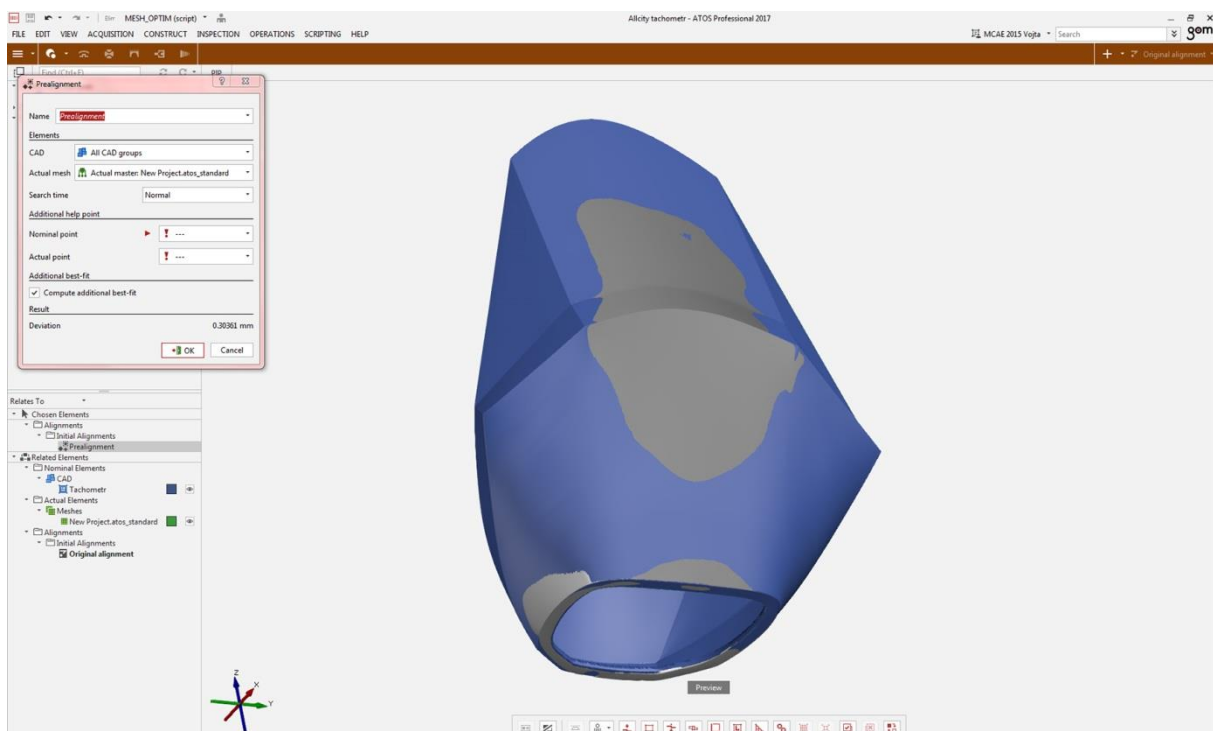 MESH_OPTIM (script)
Allcity tachometr - ATOS Professional 2017
FILE EDIT VIEW ACQUISITION CONSTRUCT INSPECTION OPERATIONS SCRIPTING HELP
MCAE 2015 Vojta
Search
gom
Original alignment
Find (Ctrl+F)
Prealignment
Name Prealignment
Elements
CAD All CAD groups
Actual mesh Actual master: New Project.atos_standard
Search time Normal
Additional help point
Nominal point ---
Actual point ---
Additional best-fit
Compute additional best-fit
Result
Deviation 0.30361 mm
OK Cancel
Relates To
Chosen Elements
Alignments
Initial Alignments
Prealignment
Related Elements
Nominal Elements
CAD
Tachometr
Actual Elements
Meshes
New Project.atos_standard
Alignments
Initial Alignments
Original alignment
Z
X
Y
Preview